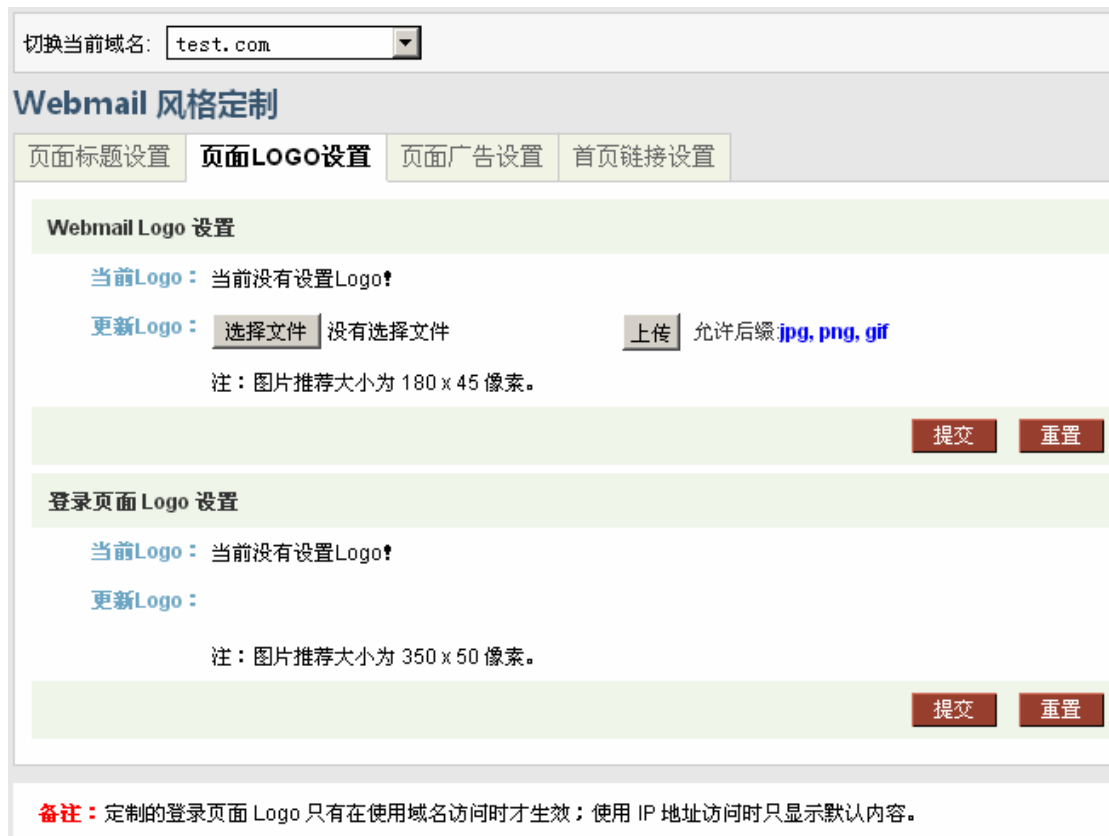 切换当前域名: test.com
Webmail 风格定制
页面标题设置 页面LOGO设置 页面广告设置 首页链接设置
Webmail Logo 设置
当前Logo： 当前没有设置Logo!
更新Logo： 选择文件 没有选择文件 上传 允许后缀:jpg, png, gif
注：图片推荐大小为 180 x 45 像素。
提交 重置
登录页面 Logo 设置
当前Logo： 当前没有设置Logo!
更新Logo：
注：图片推荐大小为 350 x 50 像素。
提交 重置
备注：定制的登录页面 Logo 只有在使用域名访问时才生效；使用 IP 地址访问时只显示默认内容。